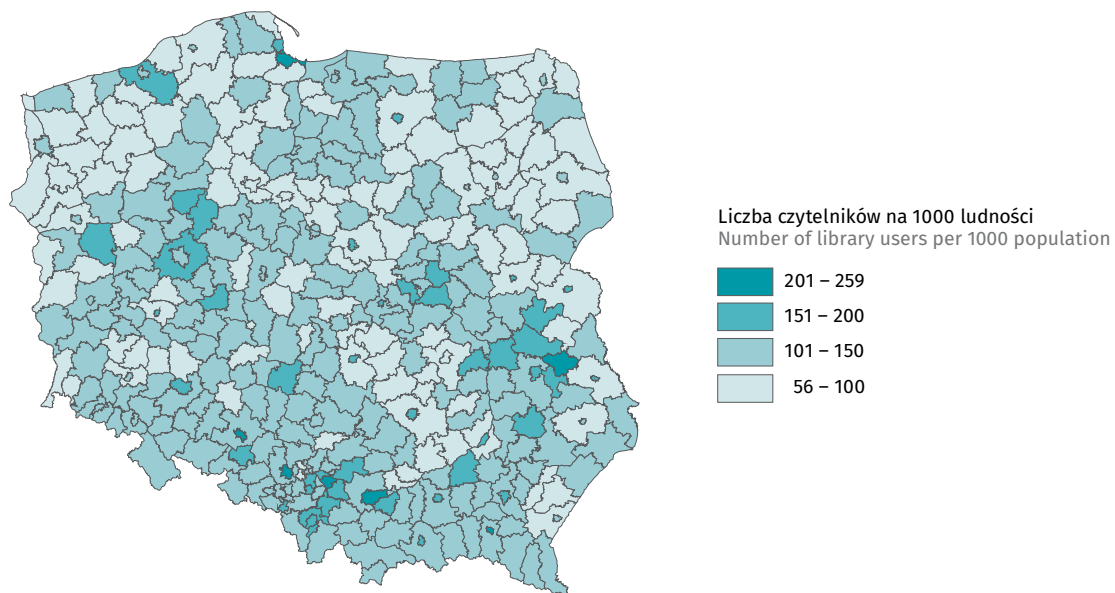 Liczba czytelników na 1000 ludności
Number of library users per 1000 population
201 – 259
151 – 200
101 – 150
56 – 100